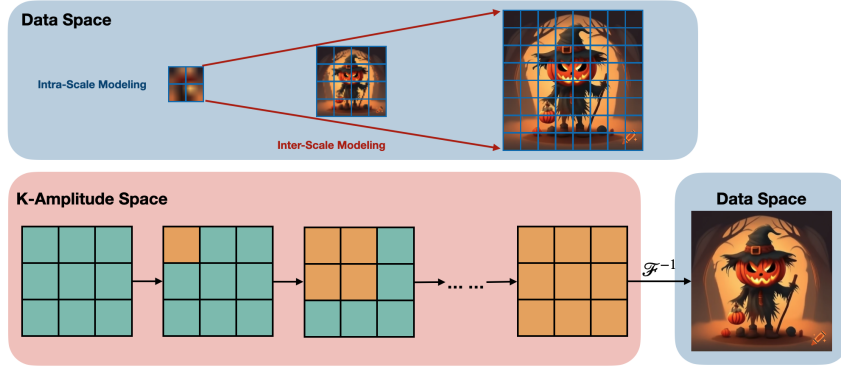 Data Space
Intra-Scale Modeling
Inter-Scale Modeling
K-Amplitude Space
Data Space
... ...
ℱ⁻¹